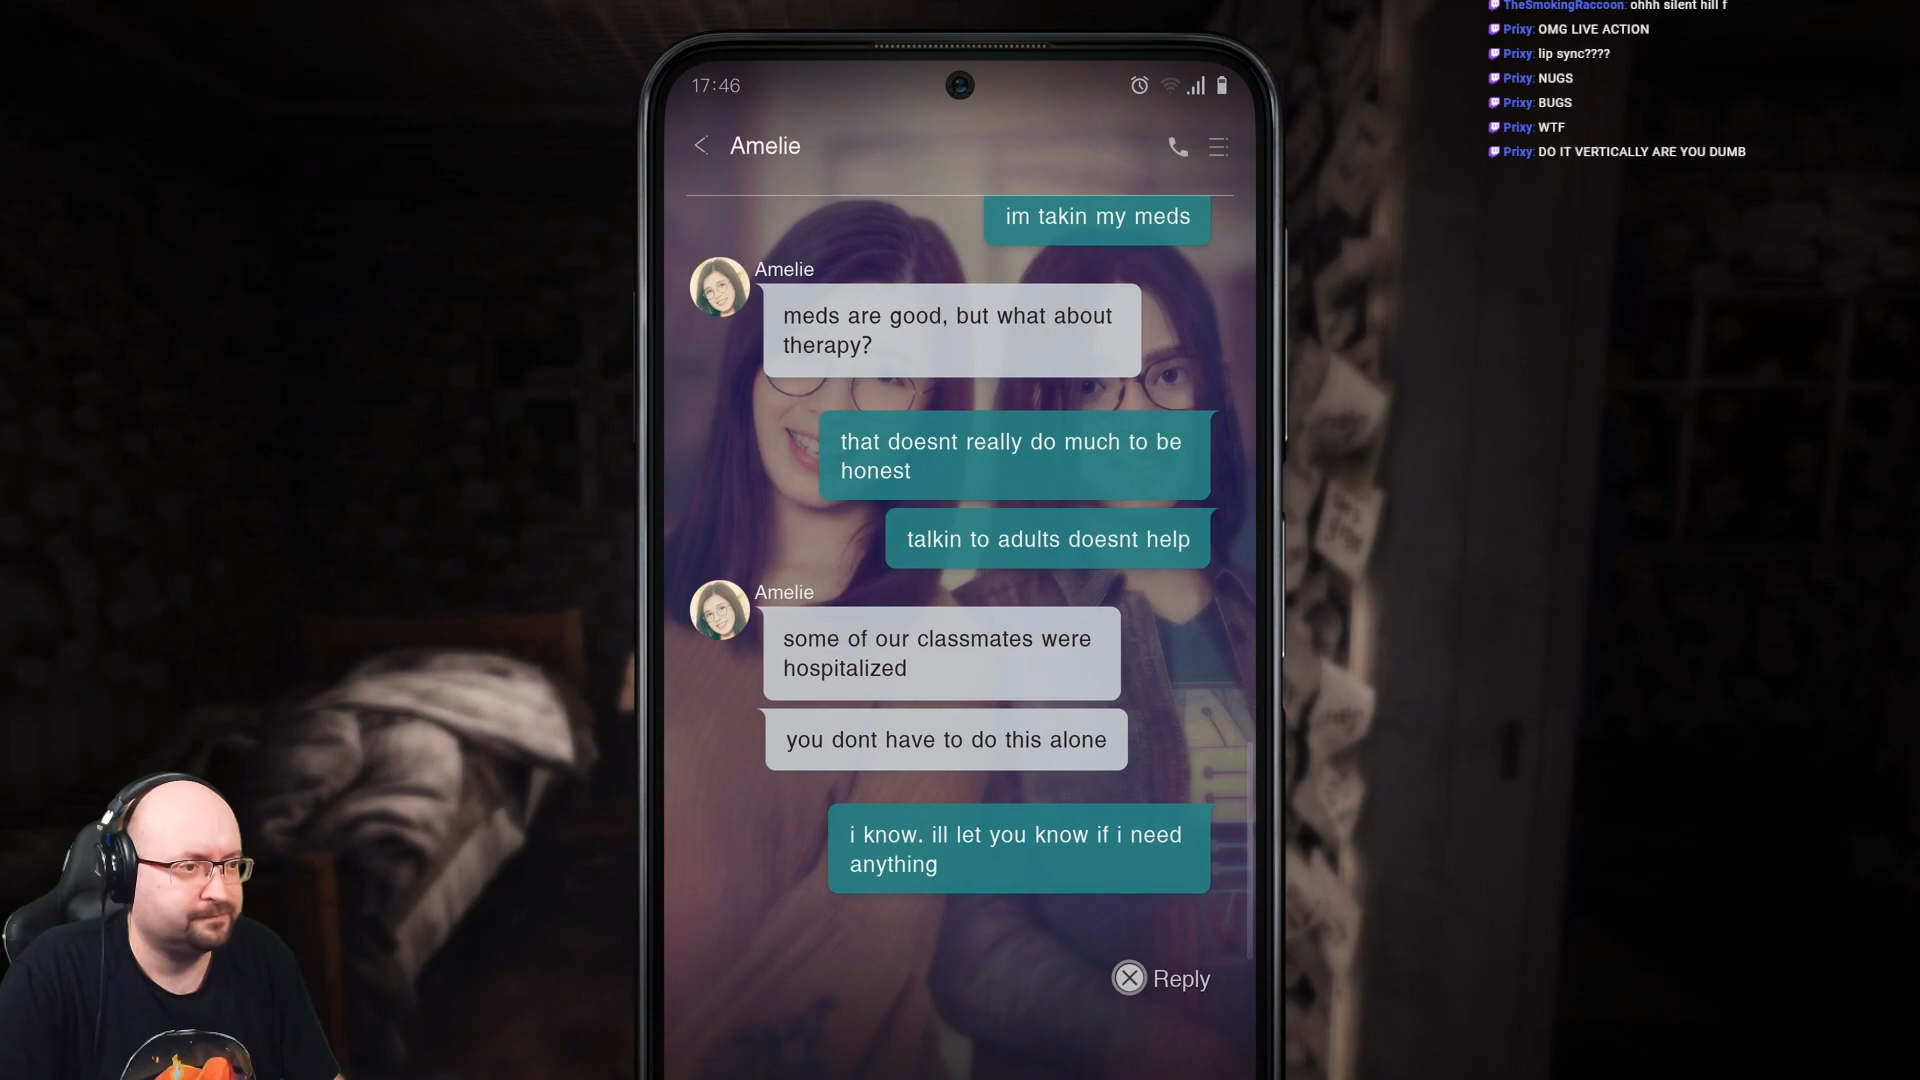 TheSmokingRaccoon: ohhh silent hill f
Prixy: OMG LIVE ACTION
Prixy: lip sync????
Prixy: NUGS
Prixy: BUGS
Prixy: WTF
Prixy: DO IT VERTICALLY ARE YOU DUMB
17:46
Amelie
im takin my meds
Amelie
meds are good, but what about
therapy?
that doesnt really do much to be
honest
talkin to adults doesnt help
Amelie
some of our classmates were
hospitalized
you dont have to do this alone
i know. ill let you know if i need
anything
Reply